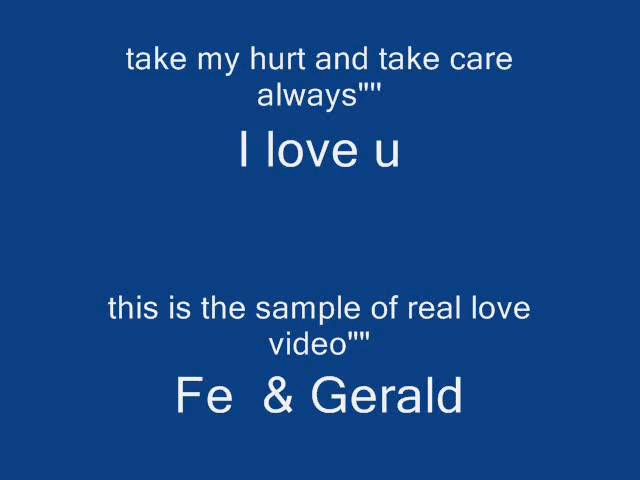 take my hurt and take care
always""
I love u
this is the sample of real love
video""
Fe  & Gerald